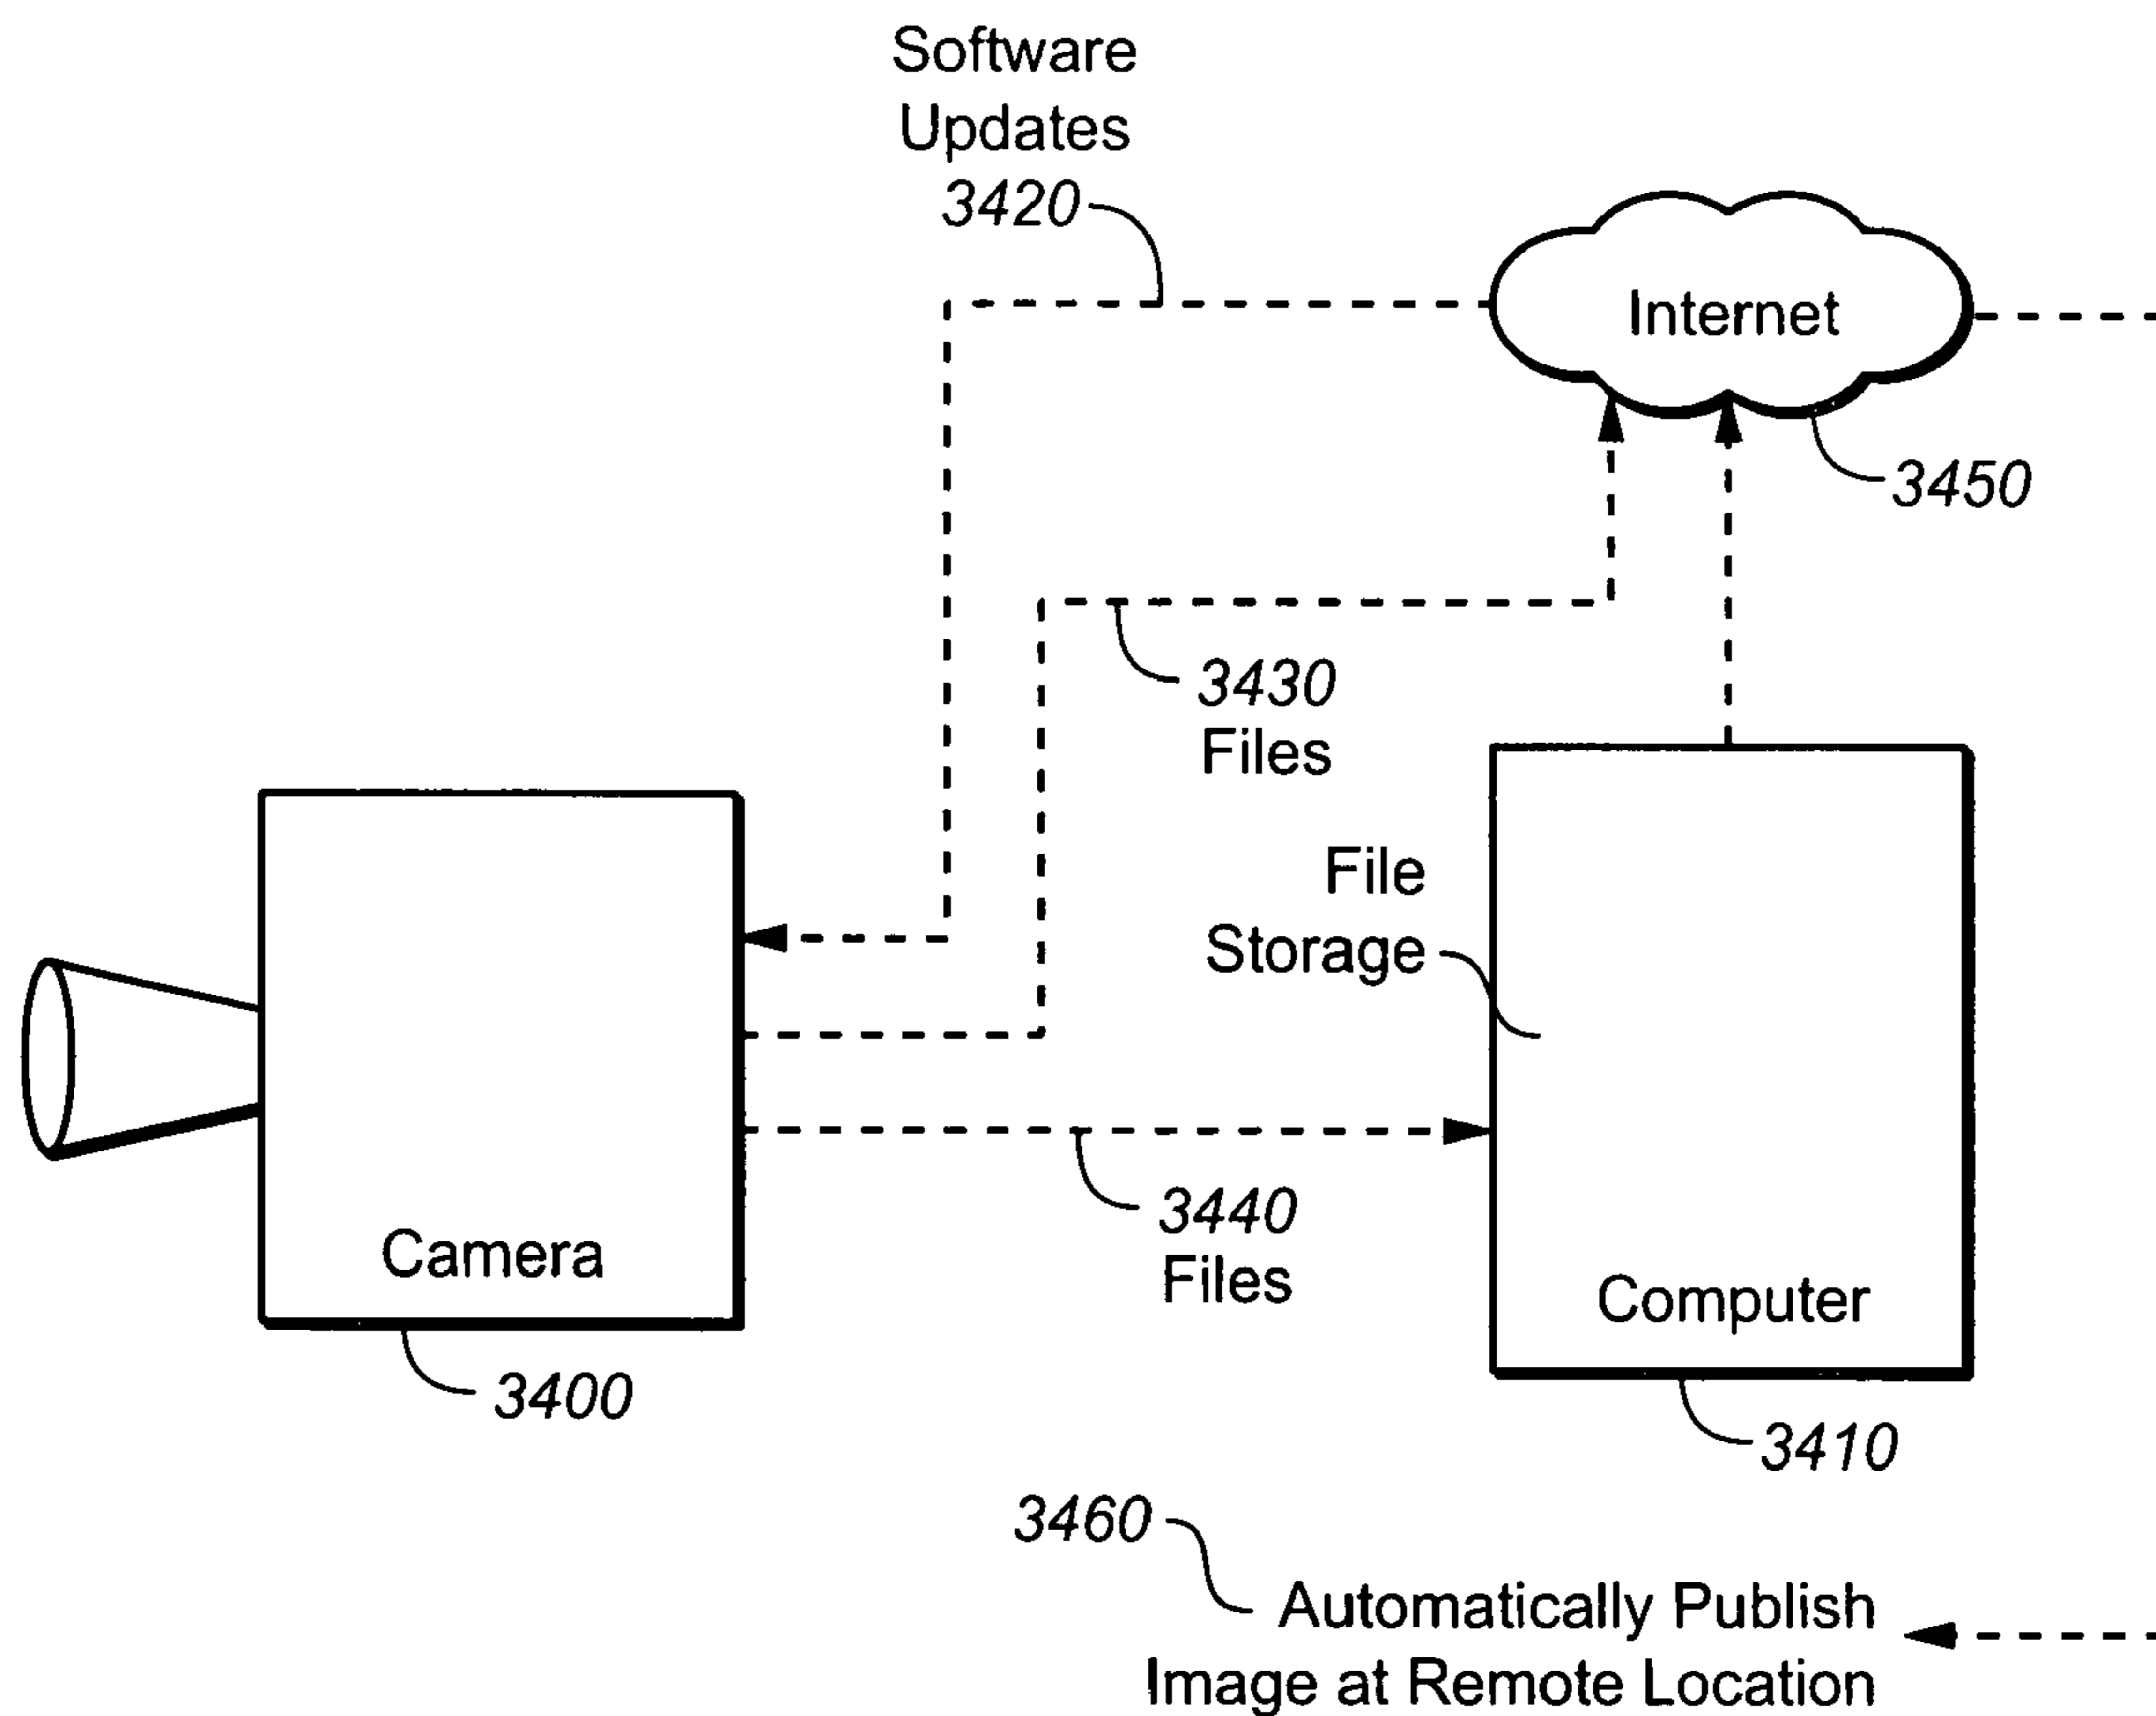 Software
Updates
3420
Internet
3450
3430
Files
File
Storage
3440
Files
Camera
Computer
3400
3410
3460
Automatically Publish
Image at Remote Location